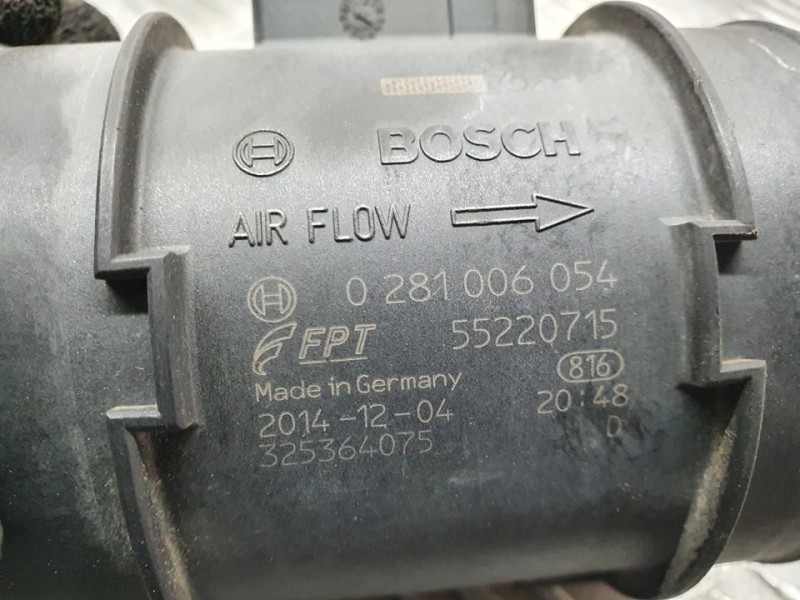 BOSCH
AIR FLOW
0 281 006 054
FPT 55220715
816
Made in Germany
2014-12-04 20:48
325364075 D